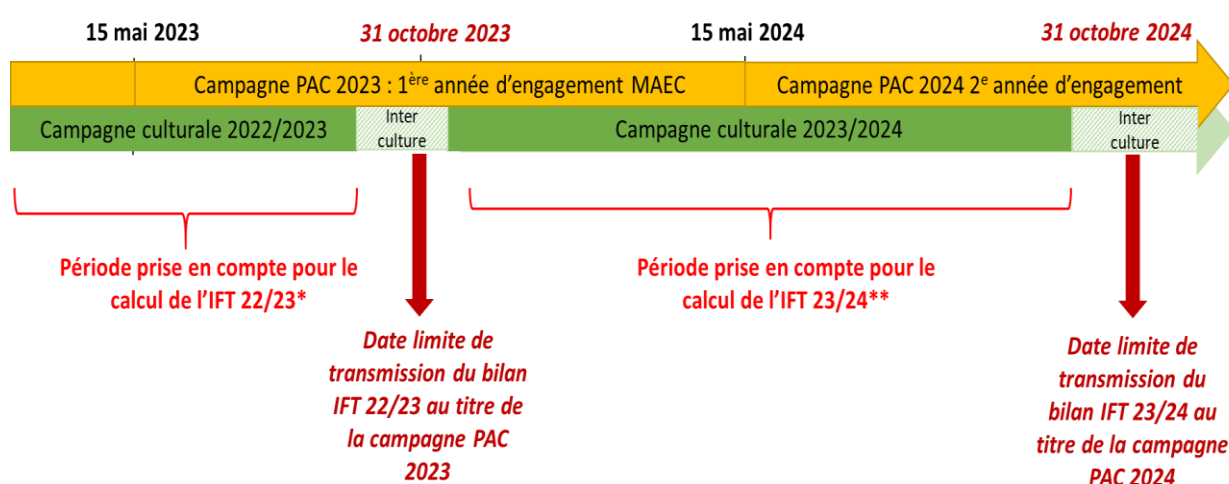 15 mai 2023
31 octobre 2023
15 mai 2024
31 octobre 2024
Campagne PAC 2023 : 1ère année d’engagement MAEC
Campagne PAC 2024 2e année d’engagement
Campagne culturale 2022/2023
Inter
culture
Campagne culturale 2023/2024
Inter
culture
Période prise en compte pour le
calcul de l’IFT 22/23*
Période prise en compte pour le
calcul de l’IFT 23/24**
Date limite de
transmission du bilan
IFT 22/23 au titre de
la campagne PAC
2023
Date limite de
transmission du
bilan IFT 23/24 au
titre de la campagne
PAC 2024